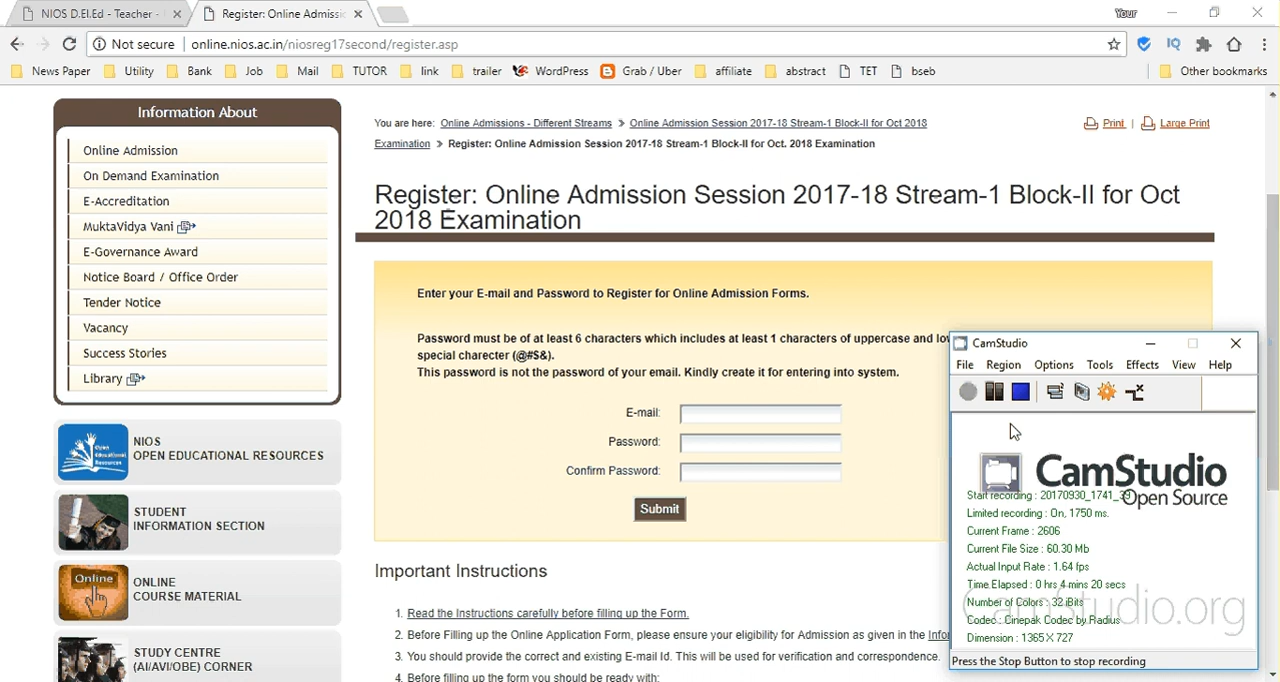 NIOS D.El.Ed - Teacher -
Register: Online Admissio
Your
Not secure | online.nios.ac.in/niosreg17second/register.asp
News Paper Utility Bank Job Mail TUTOR link trailer WordPress Grab / Uber affiliate abstract TET bseb Other bookmarks
Information About
Online Admission
On Demand Examination
E-Accreditation
MuktaVidya Vani
E-Governance Award
Notice Board / Office Order
Tender Notice
Vacancy
Success Stories
Library
Open Educational Resources
NIOS
OPEN EDUCATIONAL RESOURCES
STUDENT
INFORMATION SECTION
Online
ONLINE
COURSE MATERIAL
STUDY CENTRE
(AI/AVI/OBE) CORNER
You are here: Online Admissions - Different Streams » Online Admission Session 2017-18 Stream-1 Block-II for Oct 2018
Examination » Register: Online Admission Session 2017-18 Stream-1 Block-II for Oct. 2018 Examination
Print | Large Print
Register: Online Admission Session 2017-18 Stream-1 Block-II for Oct
2018 Examination
Enter your E-mail and Password to Register for Online Admission Forms.
Password must be of at least 6 characters which includes at least 1 characters of uppercase and low
special charecter (@#S&).
This password is not the password of your email. Kindly create it for entering into system.
E-mail:
Password:
Confirm Password:
Submit
Important Instructions
1. Read the Instructions carefully before filling up the Form.
2. Before Filling up the Online Application Form, please ensure your eligibility for Admission as given in the Infor
3. You should provide the correct and existing E-mail Id. This will be used for verification and correspondence.
4. Before filling up the form you should be ready with:
CamStudio
File Region Options Tools Effects View Help
CamStudio
Open Source
Start recording : 20170930_1741_39
Limited recording : On, 1750 ms.
Current Frame : 2606
Current File Size : 60.30 Mb
Actual Input Rate : 1.64 fps
Time Elapsed : 0 hrs 4 mins 20 secs
Number of Colors : 32 Bits
Codec : Cinepak Codec by Radius
Dimension : 1365 X 727
CamStudio.org
Press the Stop Button to stop recording